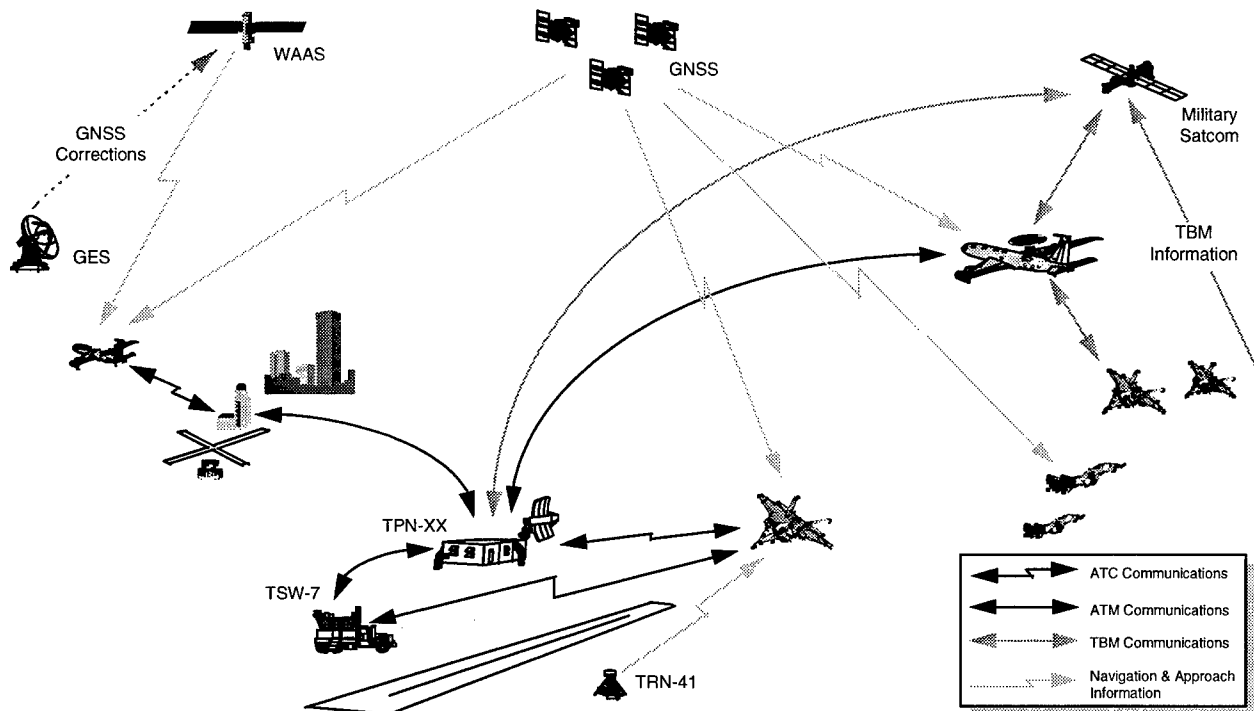 WAAS
GNSS
GNSS
Corrections
Military
Satcom
GES
TBM
Information
TPN-XX
TSW-7
TRN-41
ATC Communications
ATM Communications
TBM Communications
Navigation & Approach
Information